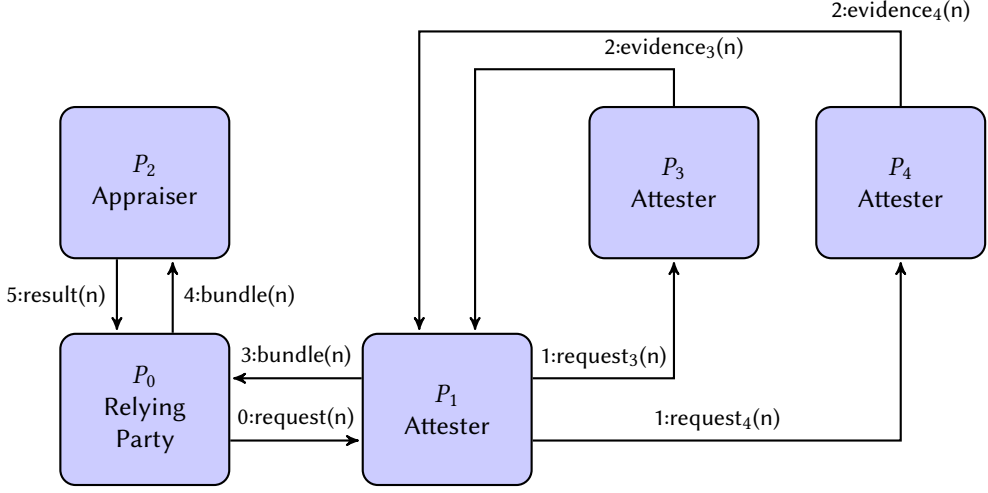 2:evidence₄(n)
2:evidence₃(n)
P₂
Appraiser
P₃
Attester
P₄
Attester
5:result(n)
4:bundle(n)
P₀
Relying
Party
3:bundle(n)
0:request(n)
P₁
Attester
1:request₃(n)
1:request₄(n)